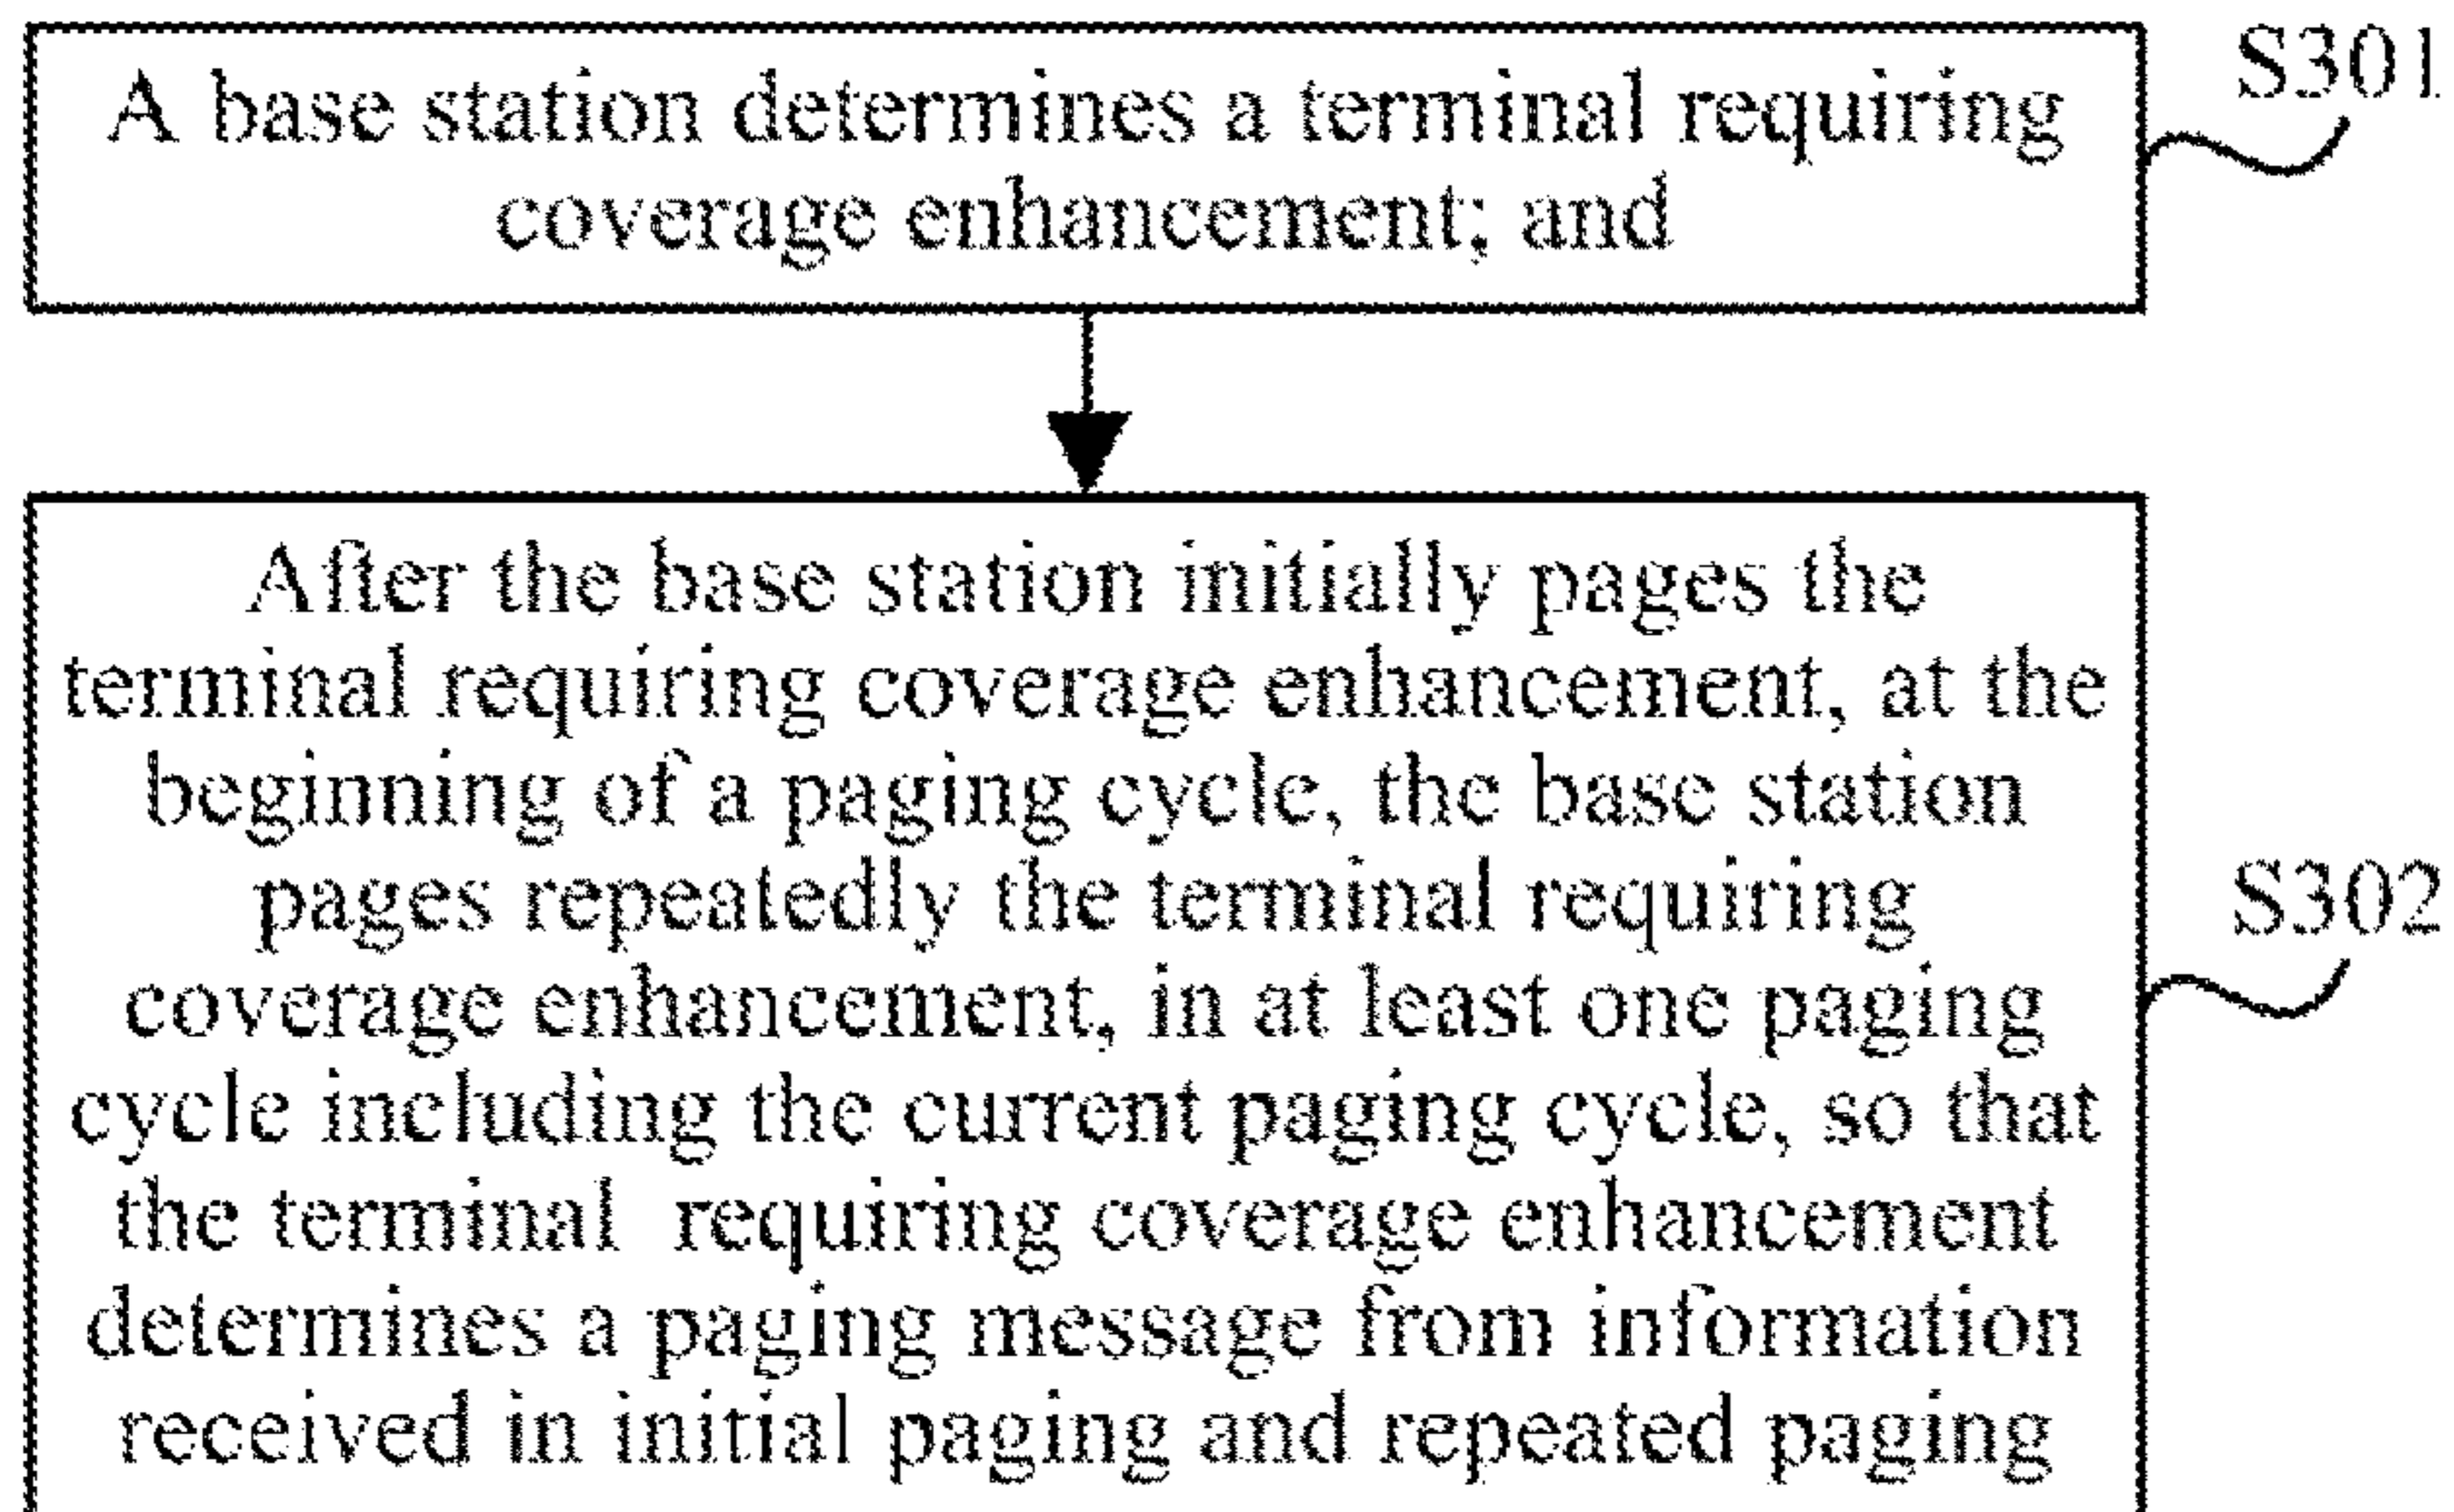 A base station determines a terminal requiring
coverage enhancement; and
S301
After the base station initially pages the
terminal requiring coverage enhancement, at the
beginning of a paging cycle, the base station
pages repeatedly the terminal requiring
coverage enhancement, in at least one paging
cycle including the current paging cycle, so that
the terminal requiring coverage enhancement
determines a paging message from information
received in initial paging and repeated paging
S302